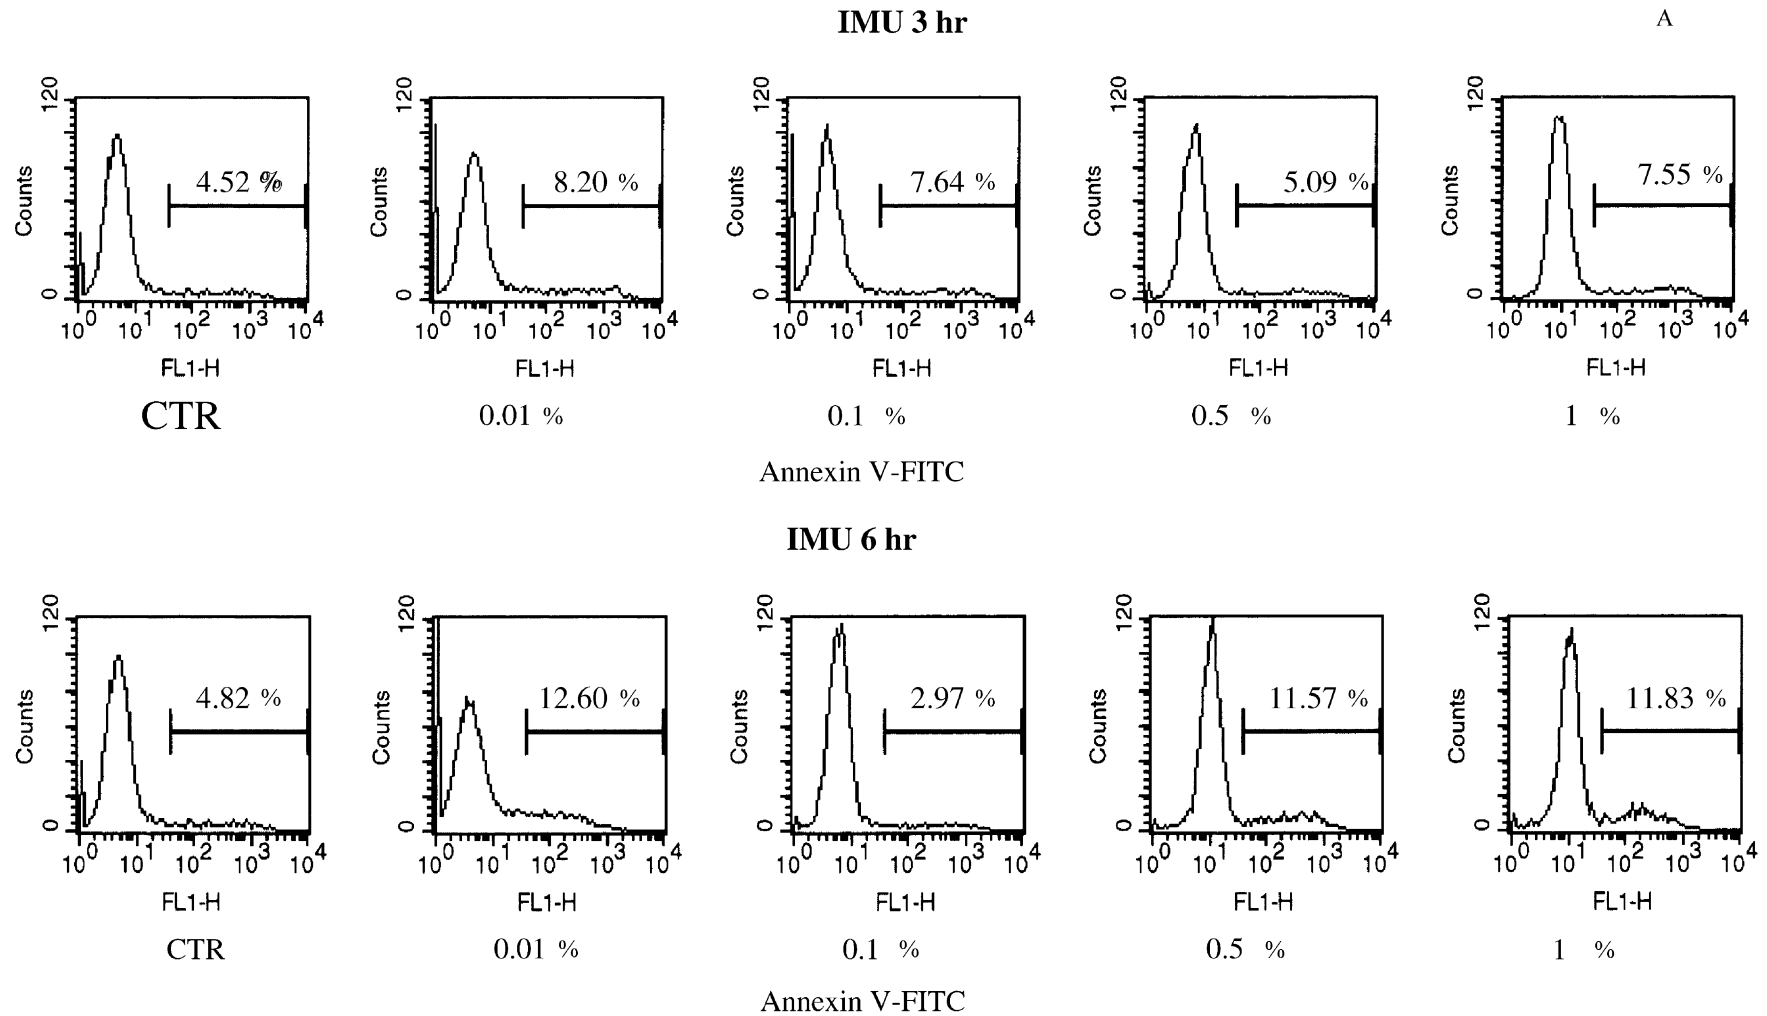 IMU 3 hr
A
120 120 120 120 120
4.52 % 8.20 % 7.64 % 5.09 % 7.55 %
Counts Counts Counts Counts Counts
0 0 0 0 0
10^0 10^1 10^2 10^3 10^4 10^0 10^1 10^2 10^3 10^4 10^0 10^1 10^2 10^3 10^4 10^0 10^1 10^2 10^3 10^4 10^0 10^1 10^2 10^3 10^4
FL1-H FL1-H FL1-H FL1-H FL1-H
CTR 0.01 % 0.1 % 0.5 % 1 %
Annexin V-FITC
IMU 6 hr
120 120 120 120 120
4.82 % 12.60 % 2.97 % 11.57 % 11.83 %
Counts Counts Counts Counts Counts
0 0 0 0 0
10^0 10^1 10^2 10^3 10^4 10^0 10^1 10^2 10^3 10^4 10^0 10^1 10^2 10^3 10^4 10^0 10^1 10^2 10^3 10^4 10^0 10^1 10^2 10^3 10^4
FL1-H FL1-H FL1-H FL1-H FL1-H
CTR 0.01 % 0.1 % 0.5 % 1 %
Annexin V-FITC